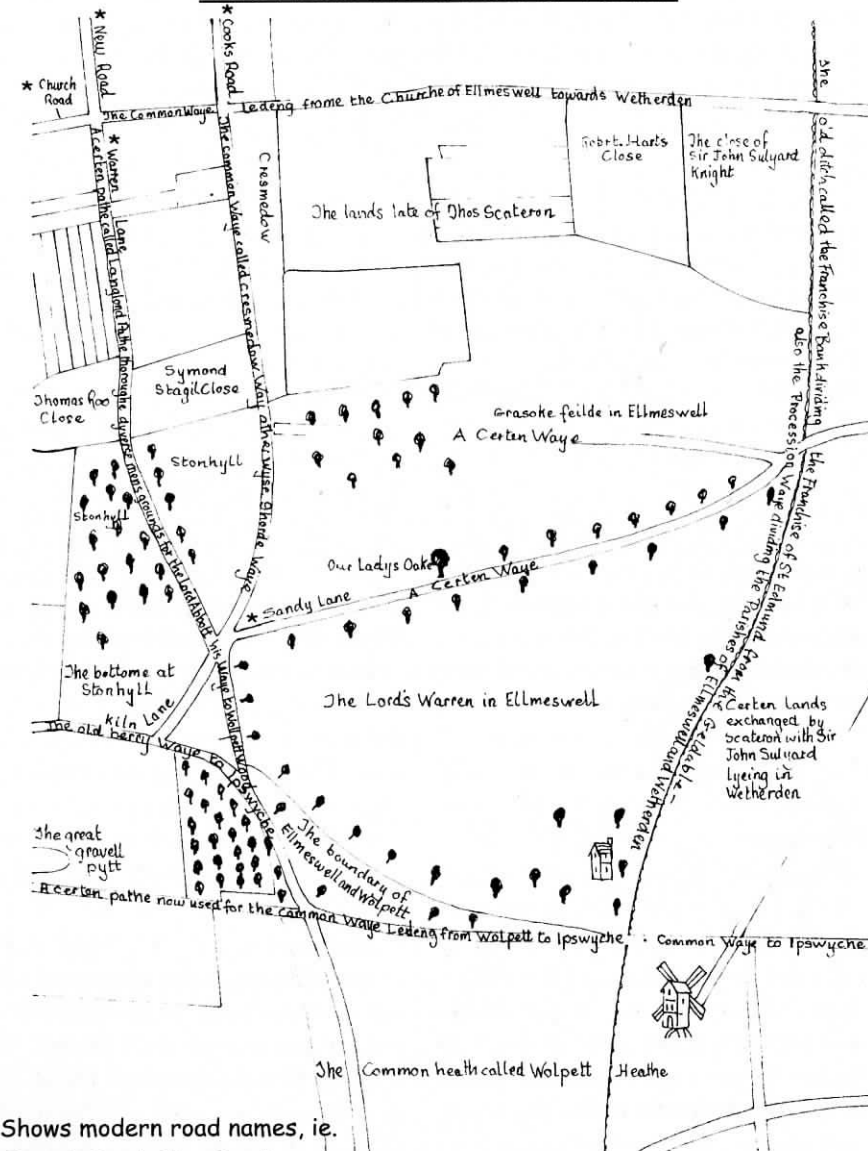 * New Road
* Cooks Road
* Church
Road
The Common Waye
Ledeng frome the Churche of Ellmeswell towards Wetherden
* Warren Lane
A certen pathe called Langlond Pathe thoroughe dyverce mens grounds for the Lord Abbott his Waye to Wolpett Wood
The common Waye called Cresmedow Way otherwyse Shorde Waye
Cresmedow
The lands late of Thos Scateron
Robrt. Harts
Close
The close of
Sir John Sulyard
Knight
The old ditch called the Franchise Bank dividing the Franchise of St Edmund from the Geldable -
also the Procession Waye dividing the Parishes of Ellmeswell and Wetherden
Symond
Stagil Close
Thomas Roo
Close
Grasoke feilde in Ellmeswell
A Certen Waye
Stonhyll
Stonhyll
Our Ladys Oake
A Certen Waye
* Sandy Lane
The bottome at
Stonhyll
Kiln Lane
The Lord's Warren in Ellmeswell
Certen lands
exchanged by
Scateron with Sir
John Sulyard
lyeing in
Wetherden
The old berry Waye to Ipswyche
The great
gravell
pytt
The boundary of
Ellmeswell and Wolpett
A certen pathe now used for the Common Waye Ledeng from Wolpett to Ipswyche
Common Waye to Ipswyche
The Common heath called Wolpett Heathe
Shows modern road names, ie.